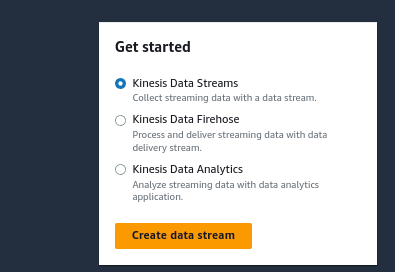 Get started
Kinesis Data Streams
Collect streaming data with a data stream.
Kinesis Data Firehose
Process and deliver streaming data with data
delivery stream.
Kinesis Data Analytics
Analyze streaming data with data analytics
application.
Create data stream